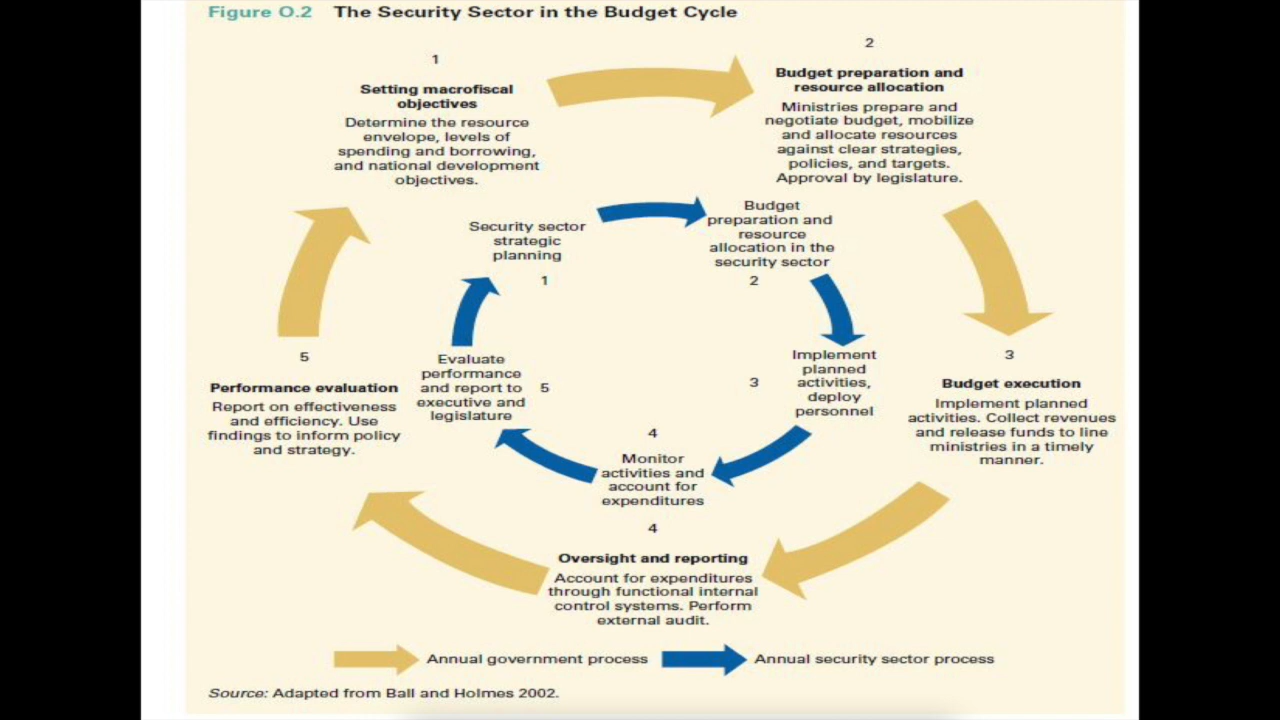 Figure O.2 The Security Sector in the Budget Cycle
1
Setting macrofiscal
objectives
Determine the resource
envelope, levels of
spending and borrowing,
and national development
objectives.
2
Budget preparation and
resource allocation
Ministries prepare and
negotiate budget, mobilize
and allocate resources
against clear strategies,
policies, and targets.
Approval by legislature.
Security sector
strategic
planning
1
Budget
preparation and
resource
allocation in the
security sector
2
Implement
planned
activities,
deploy
personnel
3
3
Budget execution
Implement planned
activities. Collect revenues
and release funds to line
ministries in a timely
manner.
5
Performance evaluation
Report on effectiveness
and efficiency. Use
findings to inform policy
and strategy.
Evaluate
performance
and report to
executive and
legislature
5
4
Monitor
activities and
account for
expenditures
4
Oversight and reporting
Account for expenditures
through functional internal
control systems. Perform
external audit.
Annual government process
Annual security sector process
Source: Adapted from Ball and Holmes 2002.